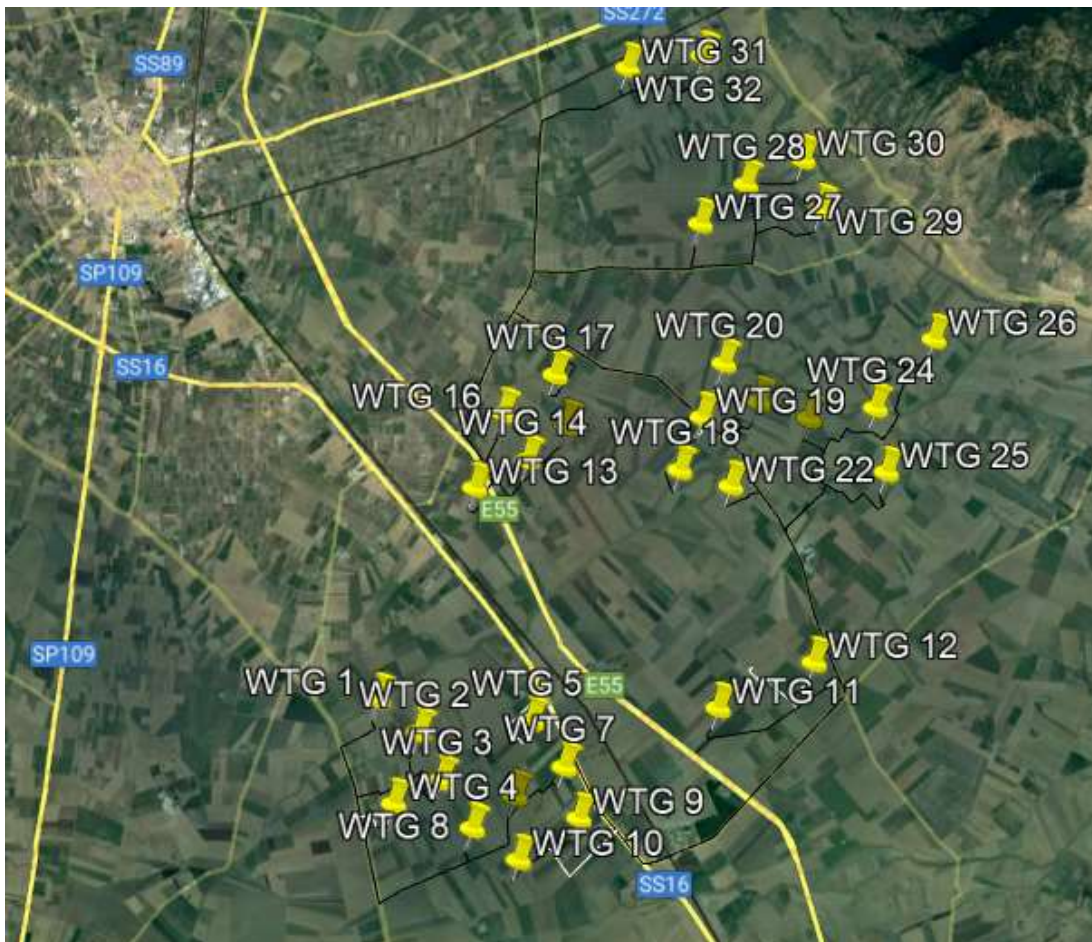 SS272
WTG 31
SS89
WTG 32
WTG 28
WTG 30
WTG 27
WTG 29
SP109
WTG 26
WTG 20
WTG 17
SS16
WTG 24
WTG 16
WTG 19
WTG 14
WTG 18
WTG 25
WTG 22
WTG 13
E55
WTG 12
SP109
WTG 1
WTG 5
E55
WTG 2
WTG 11
WTG 7
WTG 3
WTG 4
WTG 9
WTG 8
WTG 10
SS16